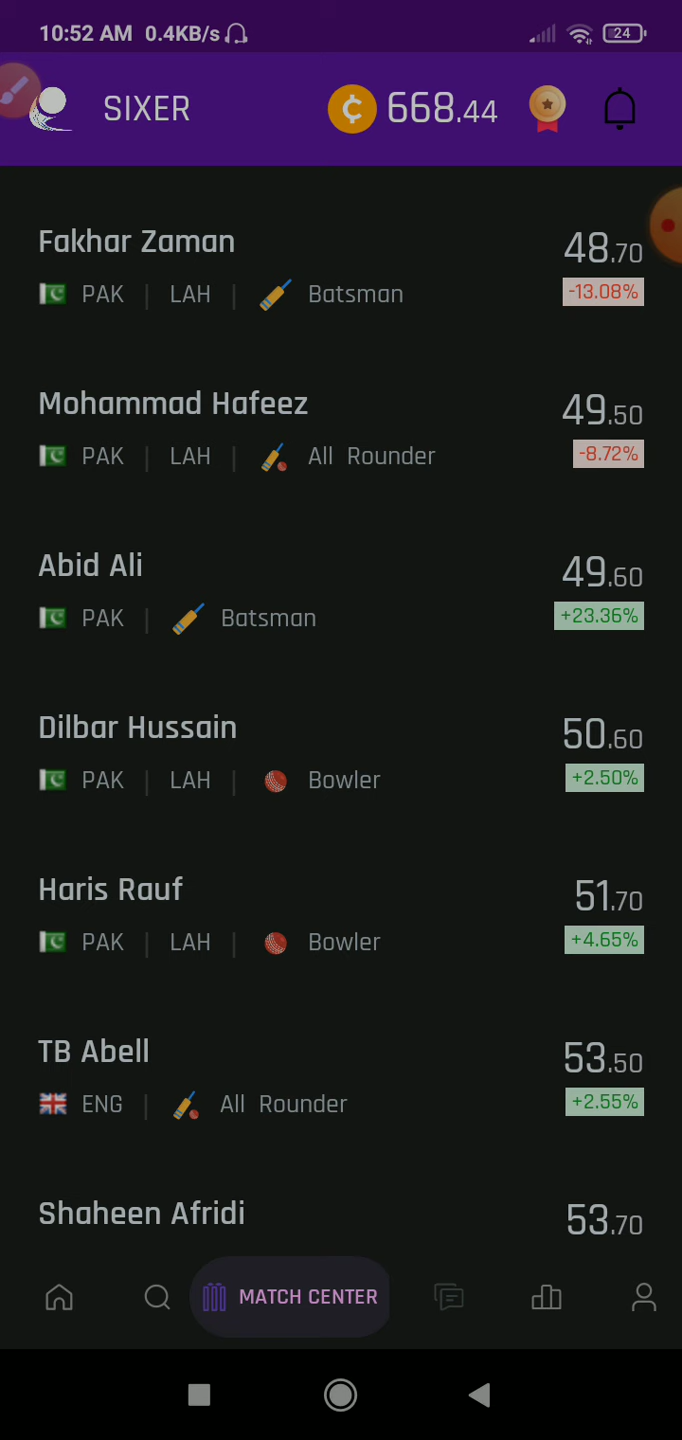 10:52 AM 0.4KB/s 24
SIXER ¢ 668.44
Fakhar Zaman 48.70
PAK | LAH | Batsman -13.08%
Mohammad Hafeez 49.50
PAK | LAH | All Rounder -8.72%
Abid Ali 49.60
PAK | Batsman +23.36%
Dilbar Hussain 50.60
PAK | LAH | Bowler +2.50%
Haris Rauf 51.70
PAK | LAH | Bowler +4.65%
TB Abell 53.50
ENG | All Rounder +2.55%
Shaheen Afridi 53.70
MATCH CENTER